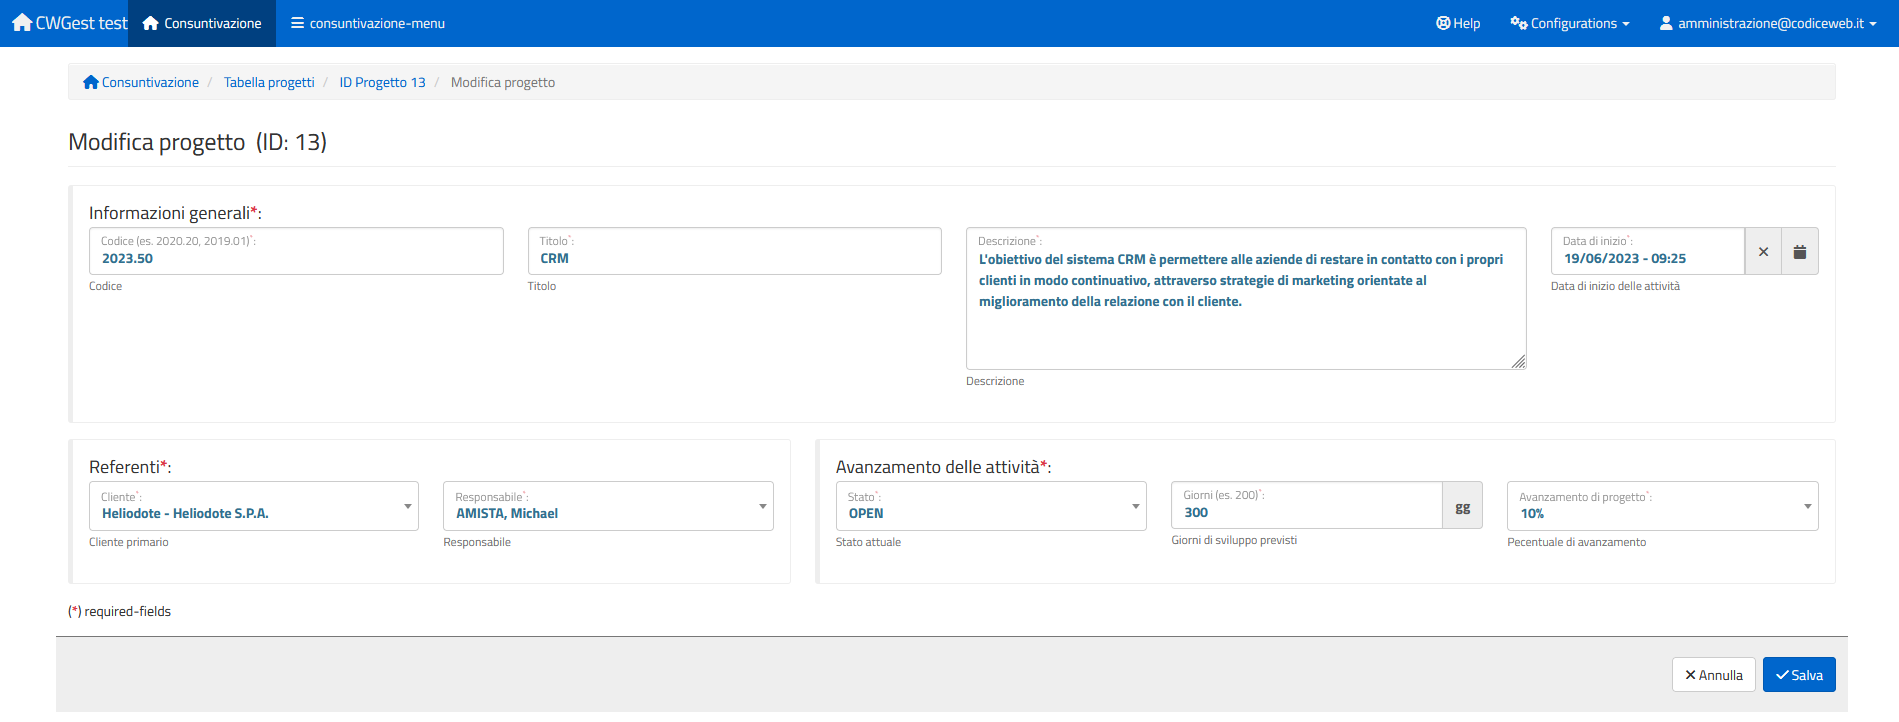 CWGest test Consuntivazione consuntivazione-menu Help Configurations amministrazione@codiceweb.it
Consuntivazione / Tabella progetti / ID Progetto 13 / Modifica progetto
Modifica progetto (ID: 13)
Informazioni generali*:
Codice (es. 2020.20, 2019.01)*:
2023.50
Codice
Titolo*:
CRM
Titolo
Descrizione*:
L'obiettivo del sistema CRM è permettere alle aziende di restare in contatto con i propri
clienti in modo continuativo, attraverso strategie di marketing orientate al
miglioramento della relazione con il cliente.
Descrizione
Data di inizio*:
19/06/2023 - 09:25
Data di inizio delle attività
Referenti*:
Cliente*:
Heliodote - Heliodote S.P.A.
Cliente primario
Responsabile*:
AMISTA, Michael
Responsabile
Avanzamento delle attività*:
Stato*:
OPEN
Stato attuale
Giorni (es. 200)*:
300
gg
Giorni di sviluppo previsti
Avanzamento di progetto*:
10%
Pecentuale di avanzamento
(*) required-fields
Annulla Salva